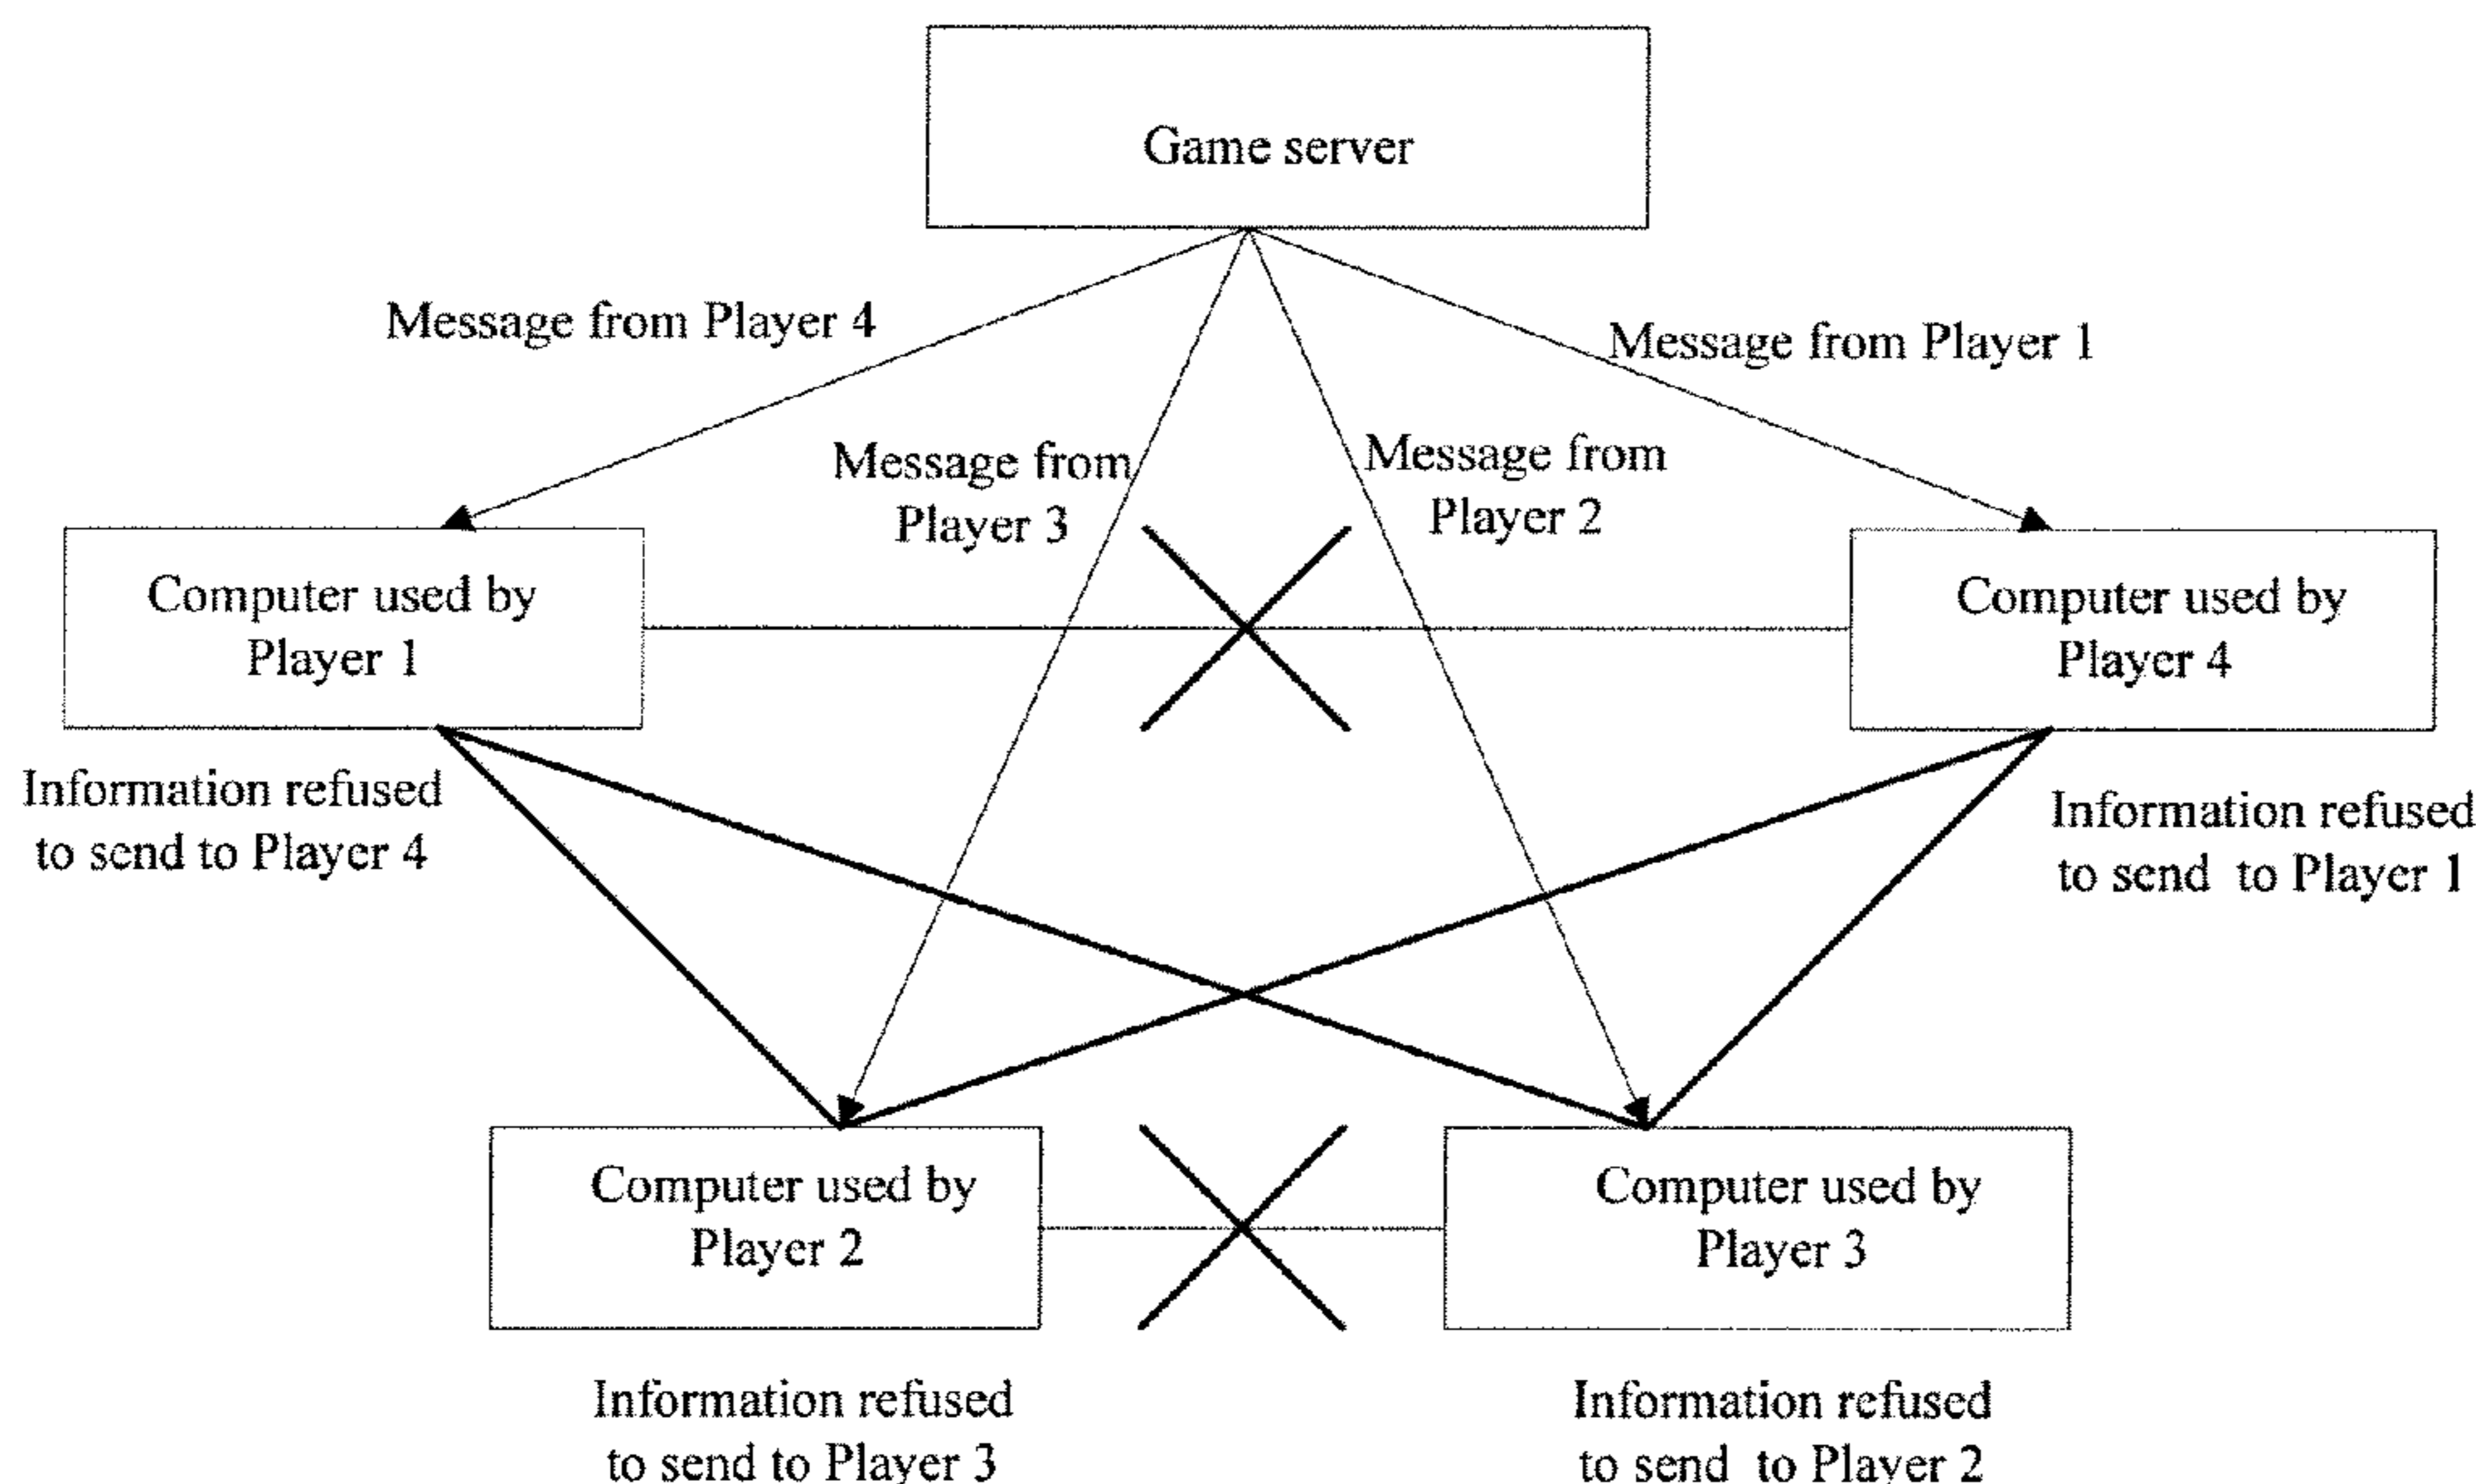 Game server
Message from Player 4
Message from Player 1
Message from
Player 3
Message from
Player 2
Computer used by
Player 1
Computer used by
Player 4
Information refused
to send to Player 4
Information refused
to send to Player 1
Computer used by
Player 2
Computer used by
Player 3
Information refused
to send to Player 3
Information refused
to send to Player 2